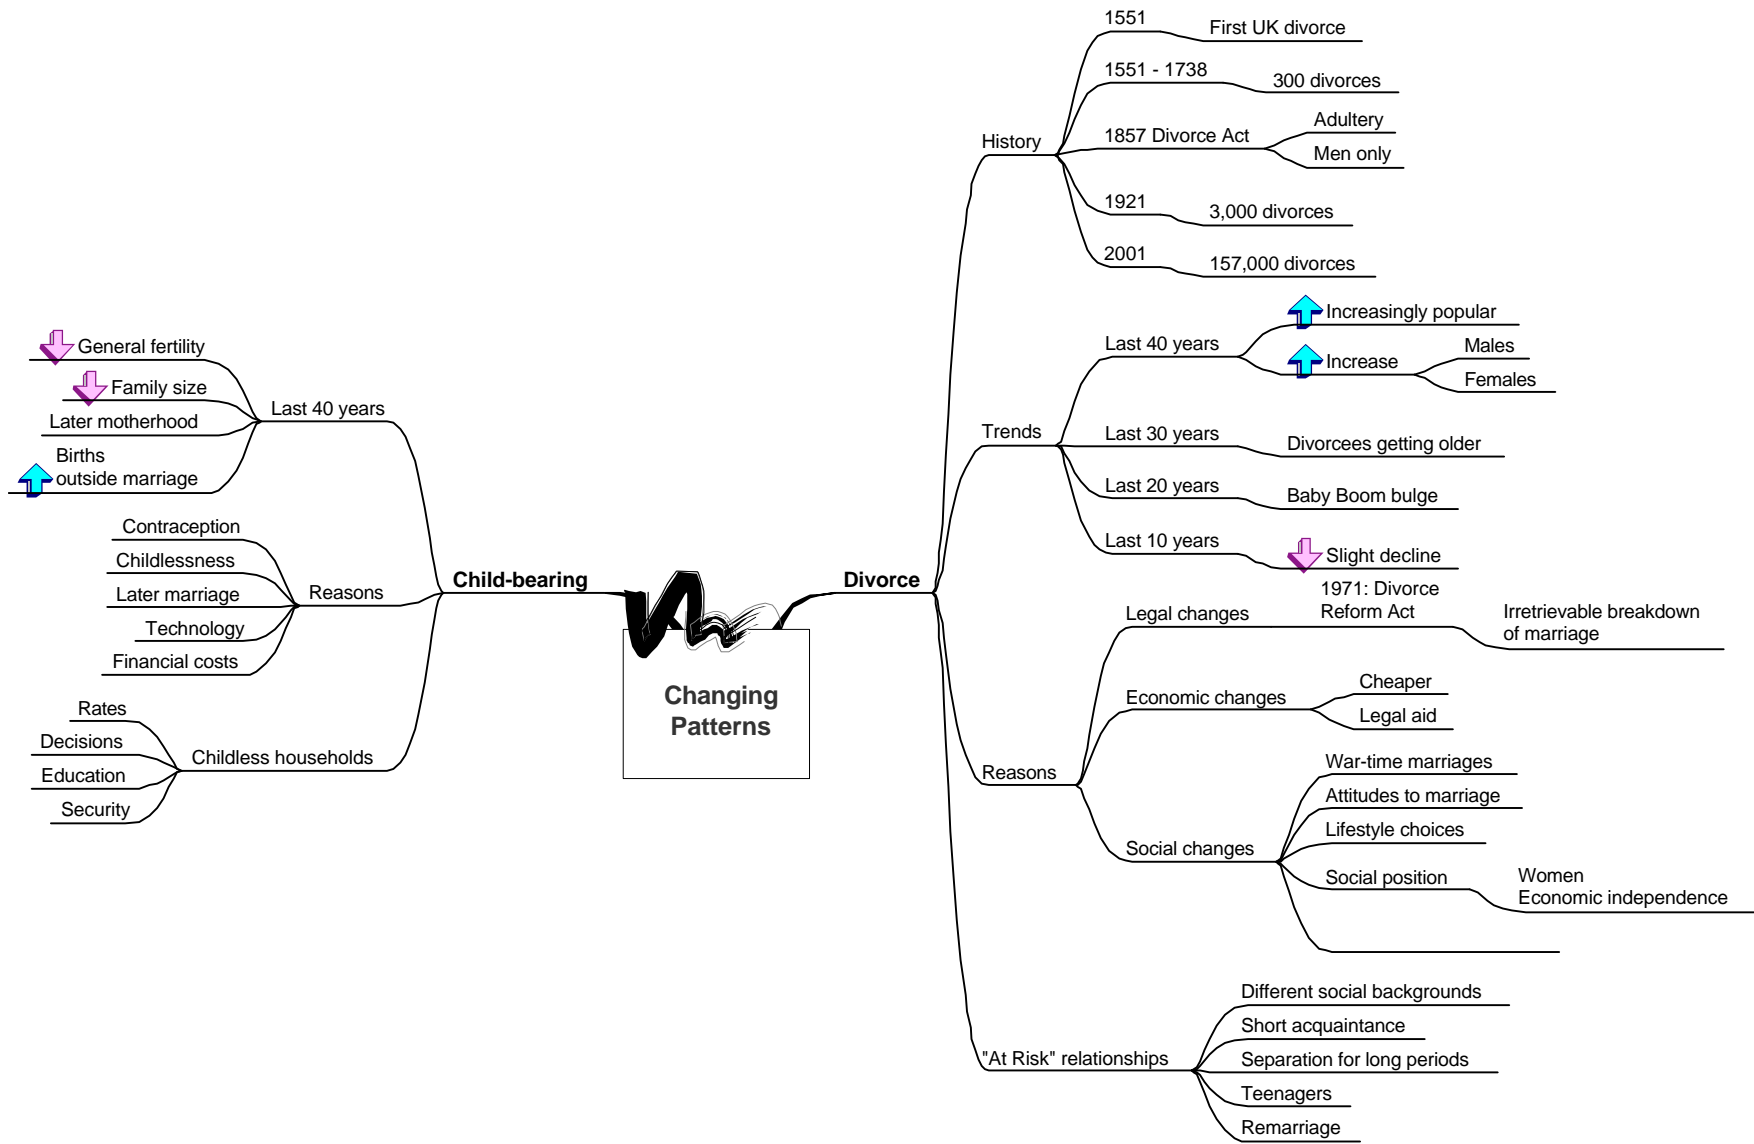 Changing
Patterns
Child-bearing
Last 40 years
General fertility
Family size
Later motherhood
Births
outside marriage
Reasons
Contraception
Childlessness
Later marriage
Technology
Financial costs
Childless households
Rates
Decisions
Education
Security
Divorce
History
1551
First UK divorce
1551 - 1738
300 divorces
1857 Divorce Act
Adultery
Men only
1921
3,000 divorces
2001
157,000 divorces
Trends
Last 40 years
Increasingly popular
Increase
Males
Females
Last 30 years
Divorcees getting older
Last 20 years
Baby Boom bulge
Last 10 years
Slight decline
Reasons
Legal changes
1971: Divorce
Reform Act
Irretrievable breakdown
of marriage
Economic changes
Cheaper
Legal aid
Social changes
War-time marriages
Attitudes to marriage
Lifestyle choices
Social position
Women
Economic independence
"At Risk" relationships
Different social backgrounds
Short acquaintance
Separation for long periods
Teenagers
Remarriage